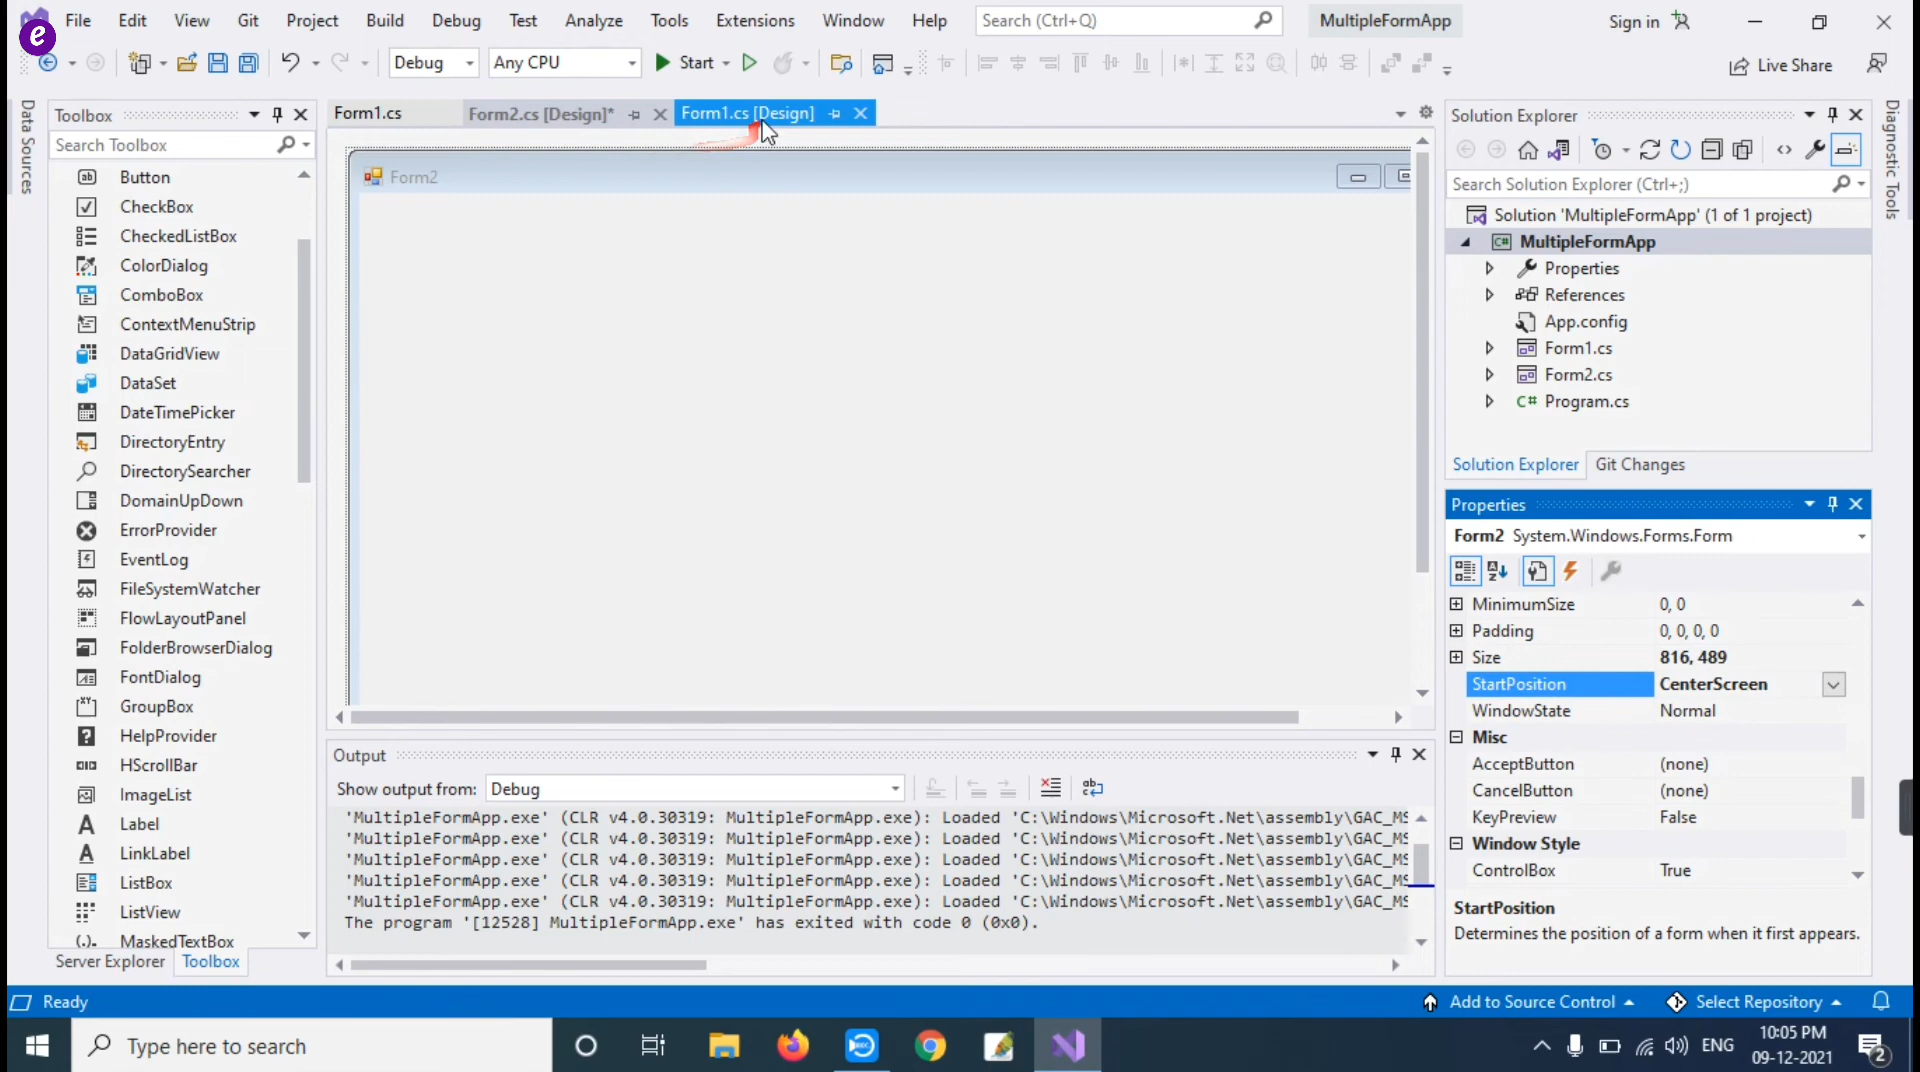 e
File Edit View Git Project Build Debug Test Analyze Tools Extensions Window Help Search (Ctrl+Q) MultipleFormApp Sign in
Debug Any CPU Start Live Share
Data Sources
Toolbox
Search Toolbox
Button
CheckBox
CheckedListBox
ColorDialog
ComboBox
ContextMenuStrip
DataGridView
DataSet
DateTimePicker
DirectoryEntry
DirectorySearcher
DomainUpDown
ErrorProvider
EventLog
FileSystemWatcher
FlowLayoutPanel
FolderBrowserDialog
FontDialog
GroupBox
HelpProvider
HScrollBar
ImageList
Label
LinkLabel
ListBox
ListView
MaskedTextBox
Server Explorer Toolbox
Form1.cs Form2.cs [Design]* Form1.cs [Design]
Form2
Output
Show output from: Debug
'MultipleFormApp.exe' (CLR v4.0.30319: MultipleFormApp.exe): Loaded 'C:\Windows\Microsoft.Net\assembly\GAC_MS
'MultipleFormApp.exe' (CLR v4.0.30319: MultipleFormApp.exe): Loaded 'C:\Windows\Microsoft.Net\assembly\GAC_MS
'MultipleFormApp.exe' (CLR v4.0.30319: MultipleFormApp.exe): Loaded 'C:\Windows\Microsoft.Net\assembly\GAC_MS
'MultipleFormApp.exe' (CLR v4.0.30319: MultipleFormApp.exe): Loaded 'C:\Windows\Microsoft.Net\assembly\GAC_MS
'MultipleFormApp.exe' (CLR v4.0.30319: MultipleFormApp.exe): Loaded 'C:\Windows\Microsoft.Net\assembly\GAC_MS
The program '[12528] MultipleFormApp.exe' has exited with code 0 (0x0).
Solution Explorer
Search Solution Explorer (Ctrl+;)
Solution 'MultipleFormApp' (1 of 1 project)
C# MultipleFormApp
Properties
References
App.config
Form1.cs
Form2.cs
C# Program.cs
Solution Explorer Git Changes
Properties
Form2 System.Windows.Forms.Form
MinimumSize 0, 0
Padding 0, 0, 0, 0
Size 816, 489
StartPosition CenterScreen
WindowState Normal
Misc
AcceptButton (none)
CancelButton (none)
KeyPreview False
Window Style
ControlBox True
StartPosition
Determines the position of a form when it first appears.
Diagnostic Tools
Ready Add to Source Control Select Repository
Type here to search ENG 10:05 PM
09-12-2021
2